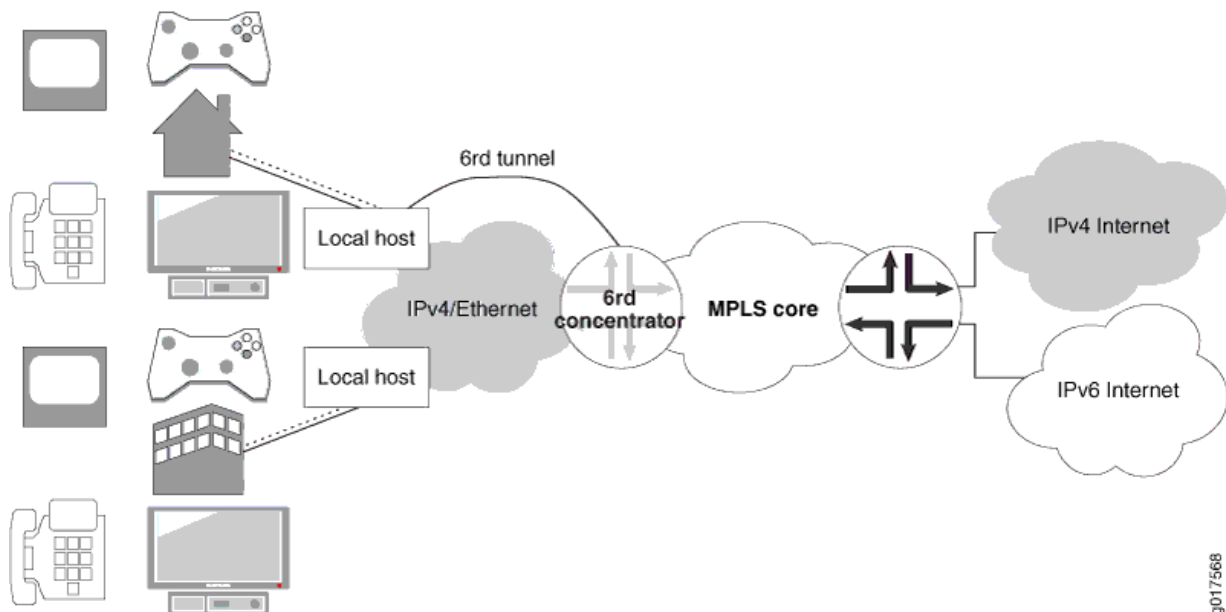 6rd tunnel
Local host
IPv4/Ethernet
6rd
concentrator
MPLS core
IPv4 Internet
Local host
IPv6 Internet
g017568